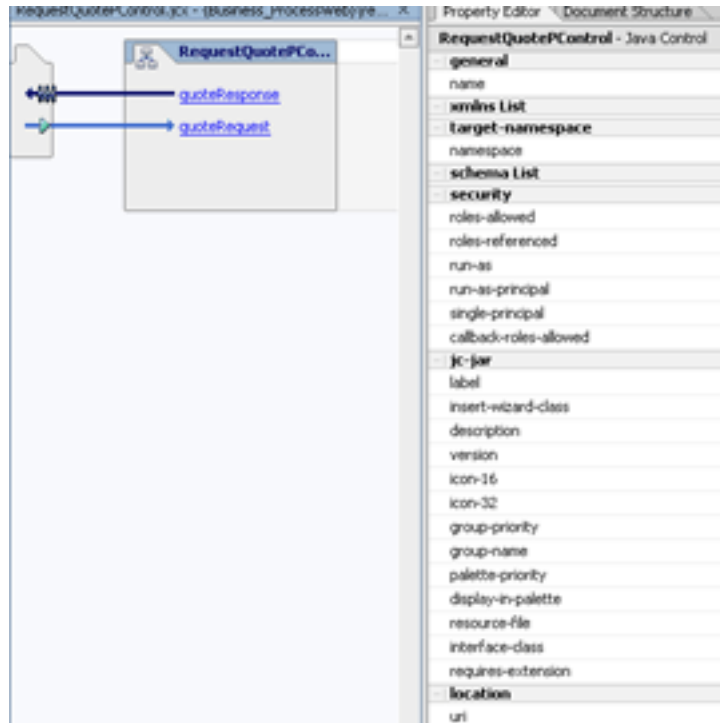 RequestQuotePControl.jcx - {Business_ProcessWeb}\re... X
RequestQuotePCo...
quoteResponse
quoteRequest
Property Editor
Document Structure
RequestQuotePControl - Java Control
general
name
xmlns List
target-namespace
namespace
schema List
security
roles-allowed
roles-referenced
run-as
run-as-principal
single-principal
callback-roles-allowed
jc-jar
label
insert-wizard-class
description
version
icon-16
icon-32
group-priority
group-name
palette-priority
display-in-palette
resource-file
interface-class
requires-extension
location
uri